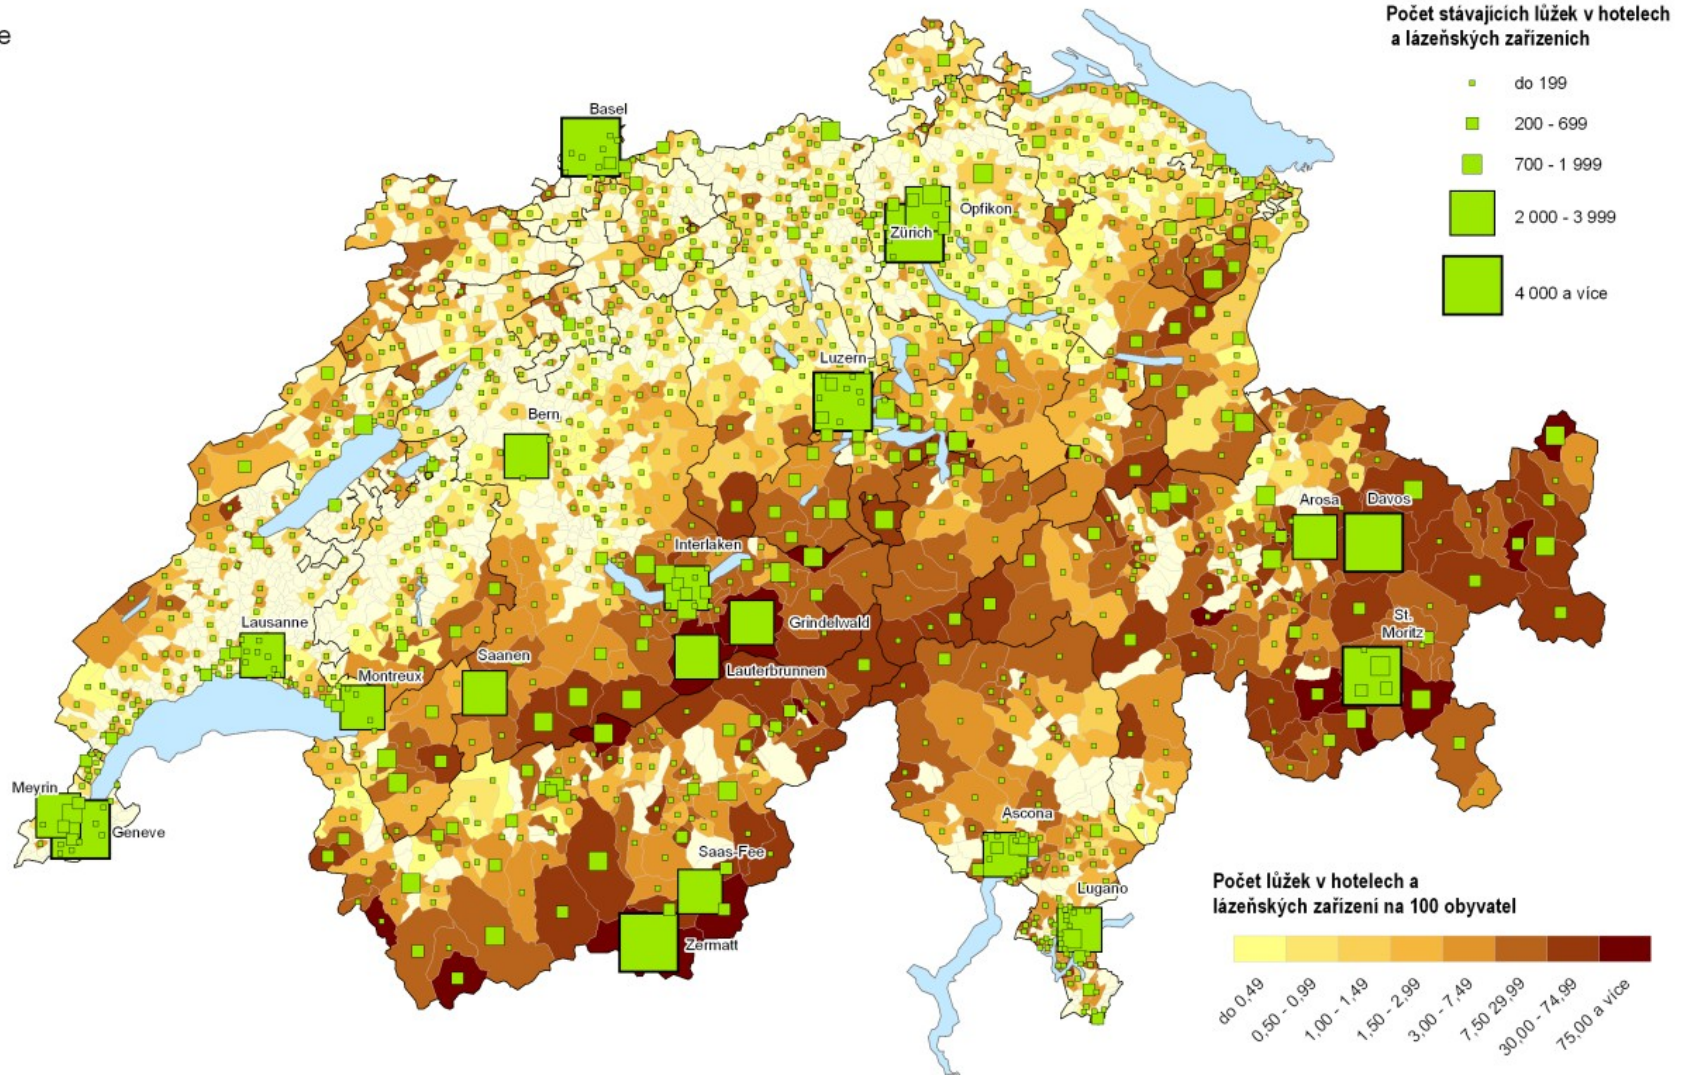 e
Počet stávajících lůžek v hotelech
a lázeňských zařízeních
do 199
200 - 699
700 - 1 999
2 000 - 3 999
4 000 a více
Basel
Opfikon
Zürich
Luzern
Bern
Arosa
Davos
Interlaken
St.
Moritz
Lausanne
Grindelwald
Saanen
Lauterbrunnen
Montreux
Meyrin
Geneve
Ascona
Saas-Fee
Lugano
Zermatt
Počet lůžek v hotelech a
lázeňských zařízení na 100 obyvatel
do 0,49
0,50 - 0,99
1,00 - 1,49
1,50 - 2,99
3,00 - 7,49
7,50 29,99
30,00 - 74,99
75,00 a více